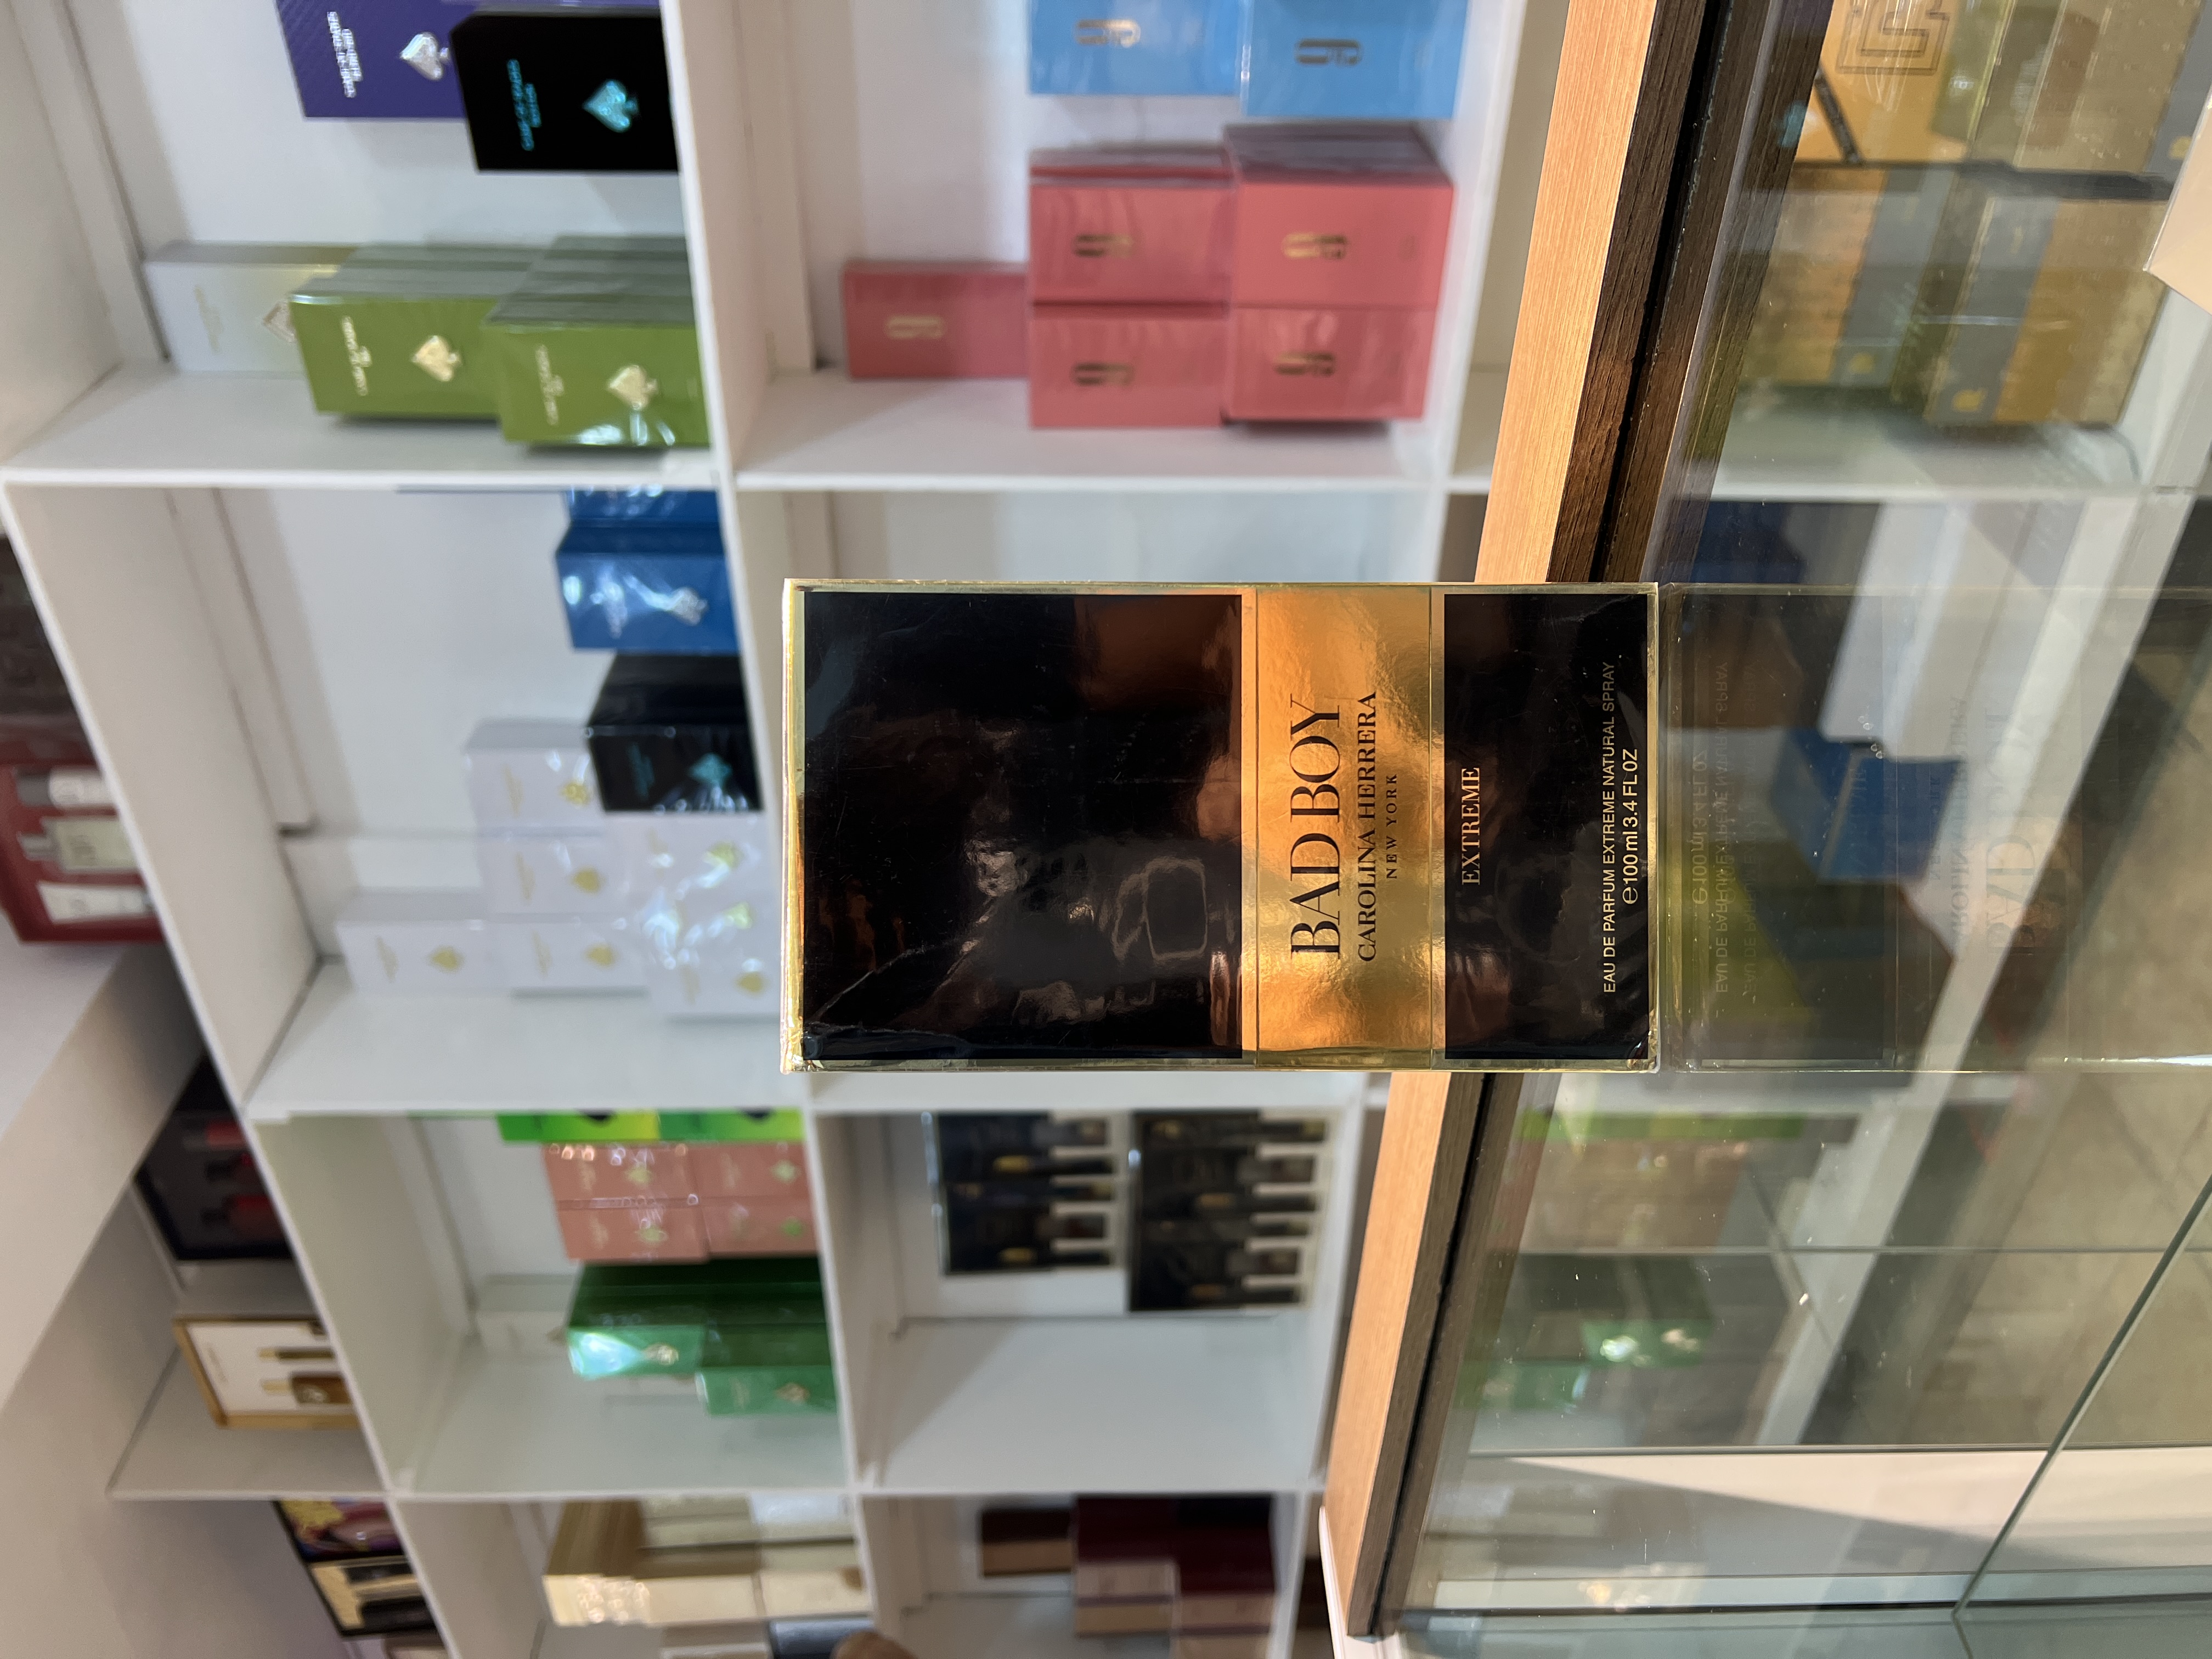 BAD BOY
CAROLINA HERRERA
NEW YORK
EXTREME
EAU DE PARFUM EXTREME NATURAL SPRAY
℮100 ml 3.4 FL OZ